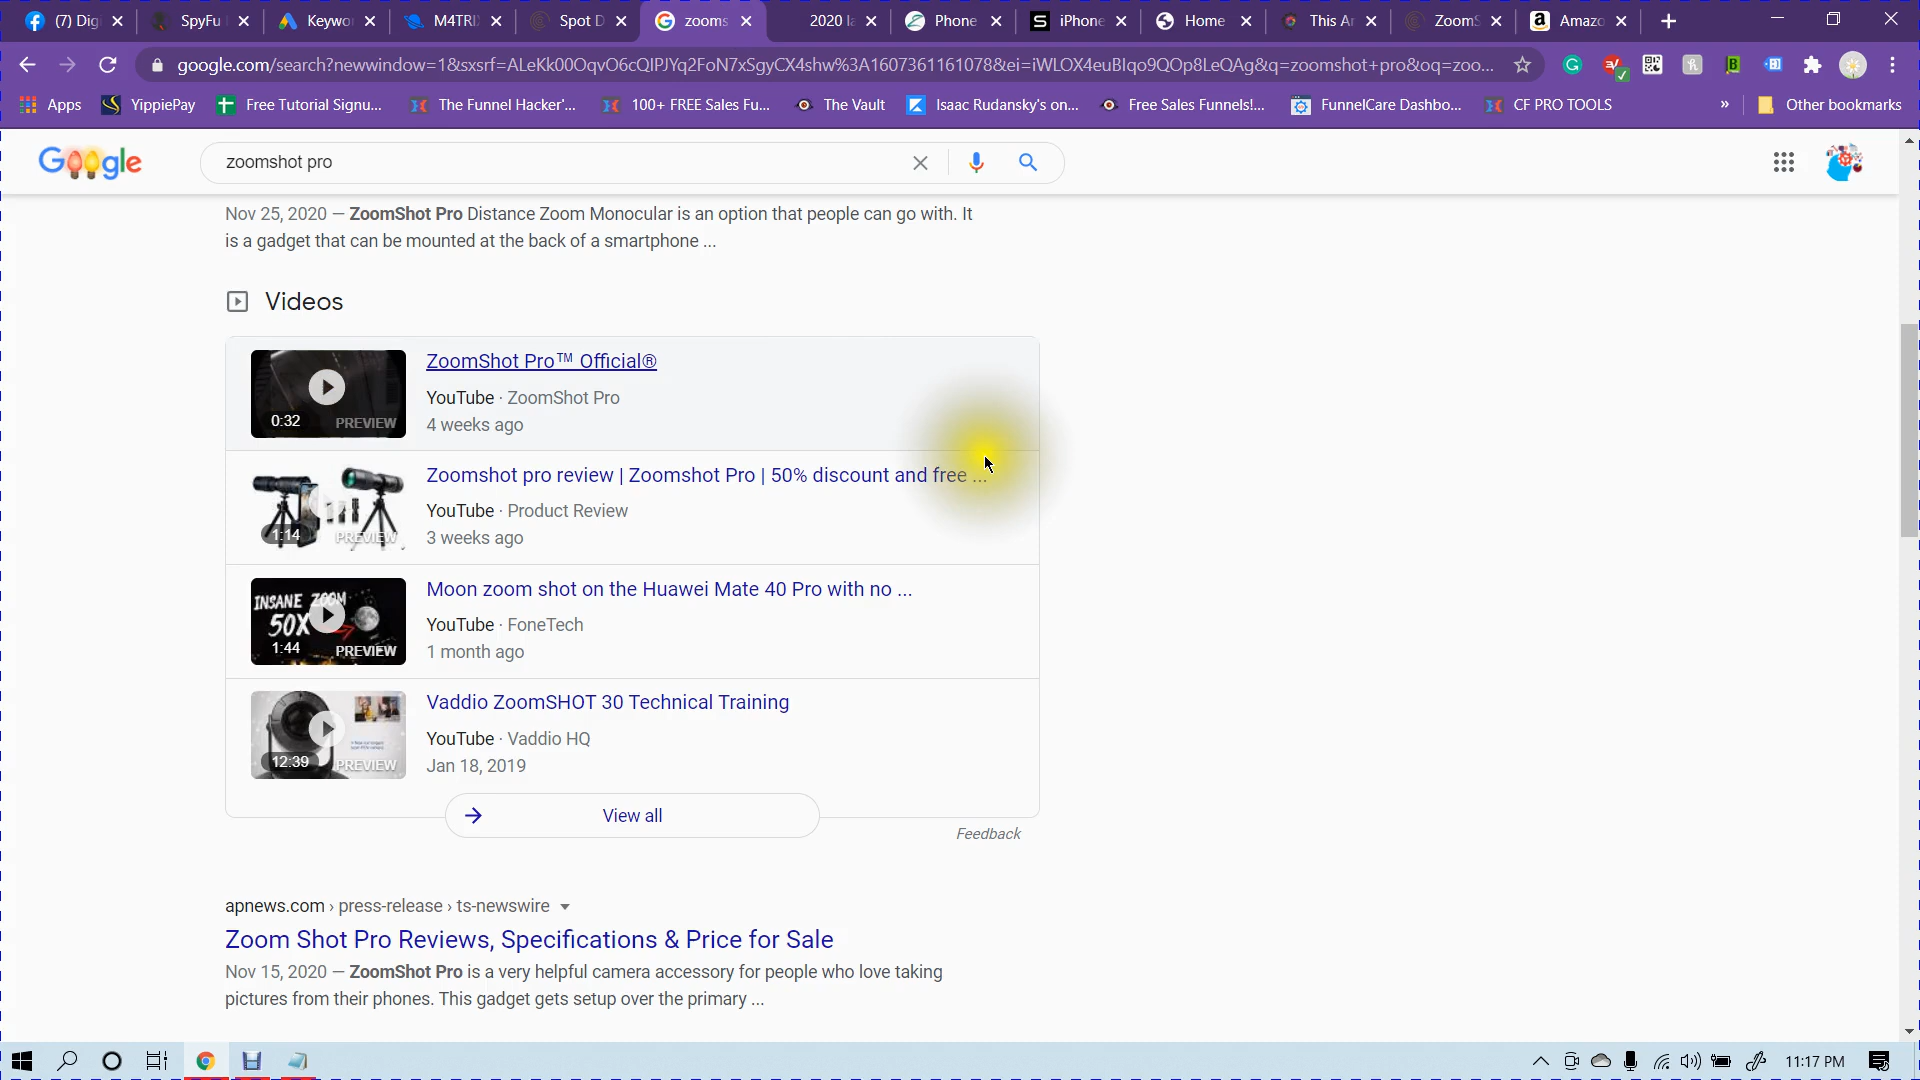 (7) Digi
SpyFu
Keywo
M4TRI
Spot D
zooms
2020 la
Phone
iPhone
Home
This Ar
ZoomS
Amazo
google.com/search?newwindow=1&sxsrf=ALeKk00OqvO6cQIPJYq2FoN7xSgyCX4shw%3A1607361161078&ei=iWLOX4euBIqo9QOp8LeQAg&q=zoomshot+pro&oq=zoo...
Apps
YippiePay
Free Tutorial Signu...
The Funnel Hacker'...
100+ FREE Sales Fu...
The Vault
Isaac Rudansky's on...
Free Sales Funnels!...
FunnelCare Dashbo...
CF PRO TOOLS
»
Other bookmarks
Google
zoomshot pro
Nov 25, 2020 — ZoomShot Pro Distance Zoom Monocular is an option that people can go with. It
is a gadget that can be mounted at the back of a smartphone ...
Videos
ZoomShot Pro™ Official®
YouTube · ZoomShot Pro
4 weeks ago
0:32 PREVIEW
Zoomshot pro review | Zoomshot Pro | 50% discount and free ...
YouTube · Product Review
3 weeks ago
1:14 PREVIEW
Moon zoom shot on the Huawei Mate 40 Pro with no ...
YouTube · FoneTech
1 month ago
INSANE ZOOM
50X
1:44 PREVIEW
Vaddio ZoomSHOT 30 Technical Training
YouTube · Vaddio HQ
Jan 18, 2019
12:39 PREVIEW
View all
Feedback
apnews.com › press-release › ts-newswire
Zoom Shot Pro Reviews, Specifications & Price for Sale
Nov 15, 2020 — ZoomShot Pro is a very helpful camera accessory for people who love taking
pictures from their phones. This gadget gets setup over the primary ...
11:17 PM